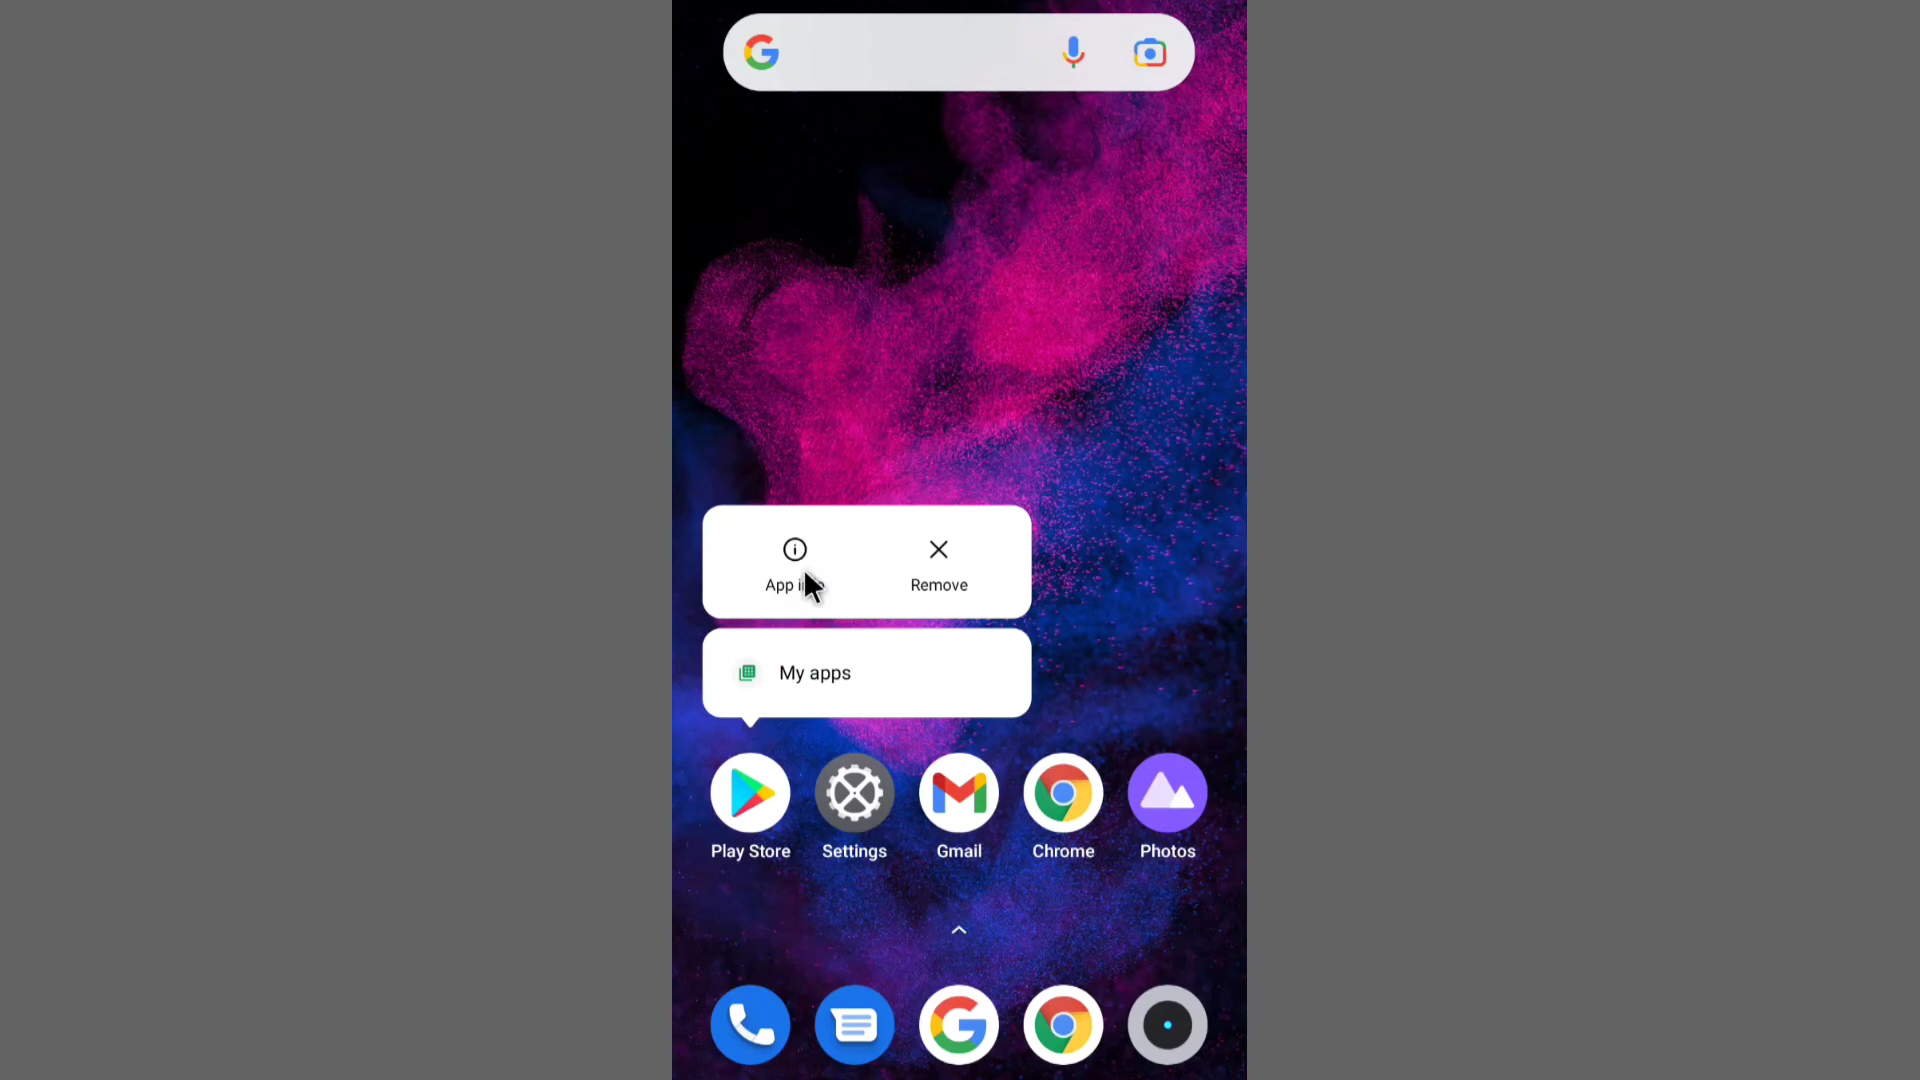 App
Remove
My apps
Play Store
Settings
Gmail
Chrome
Photos